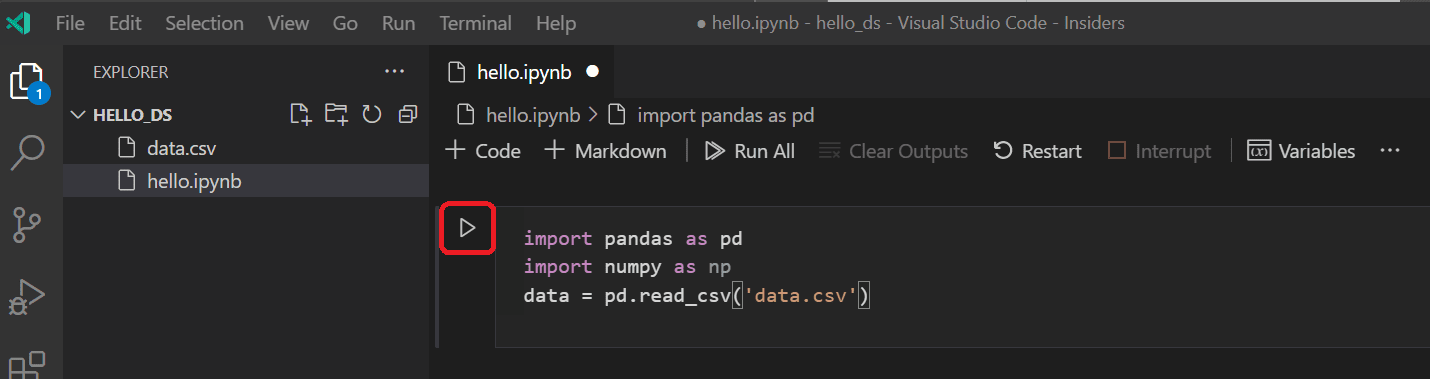 File Edit Selection View Go Run Terminal Help ● hello.ipynb - hello_ds - Visual Studio Code - Insiders
EXPLORER ···
hello.ipynb ●
1
HELLO_DS
hello.ipynb > import pandas as pd
data.csv
+ Code + Markdown Run All Clear Outputs Restart Interrupt (x) Variables ···
hello.ipynb
import pandas as pd
import numpy as np
data = pd.read_csv('data.csv')